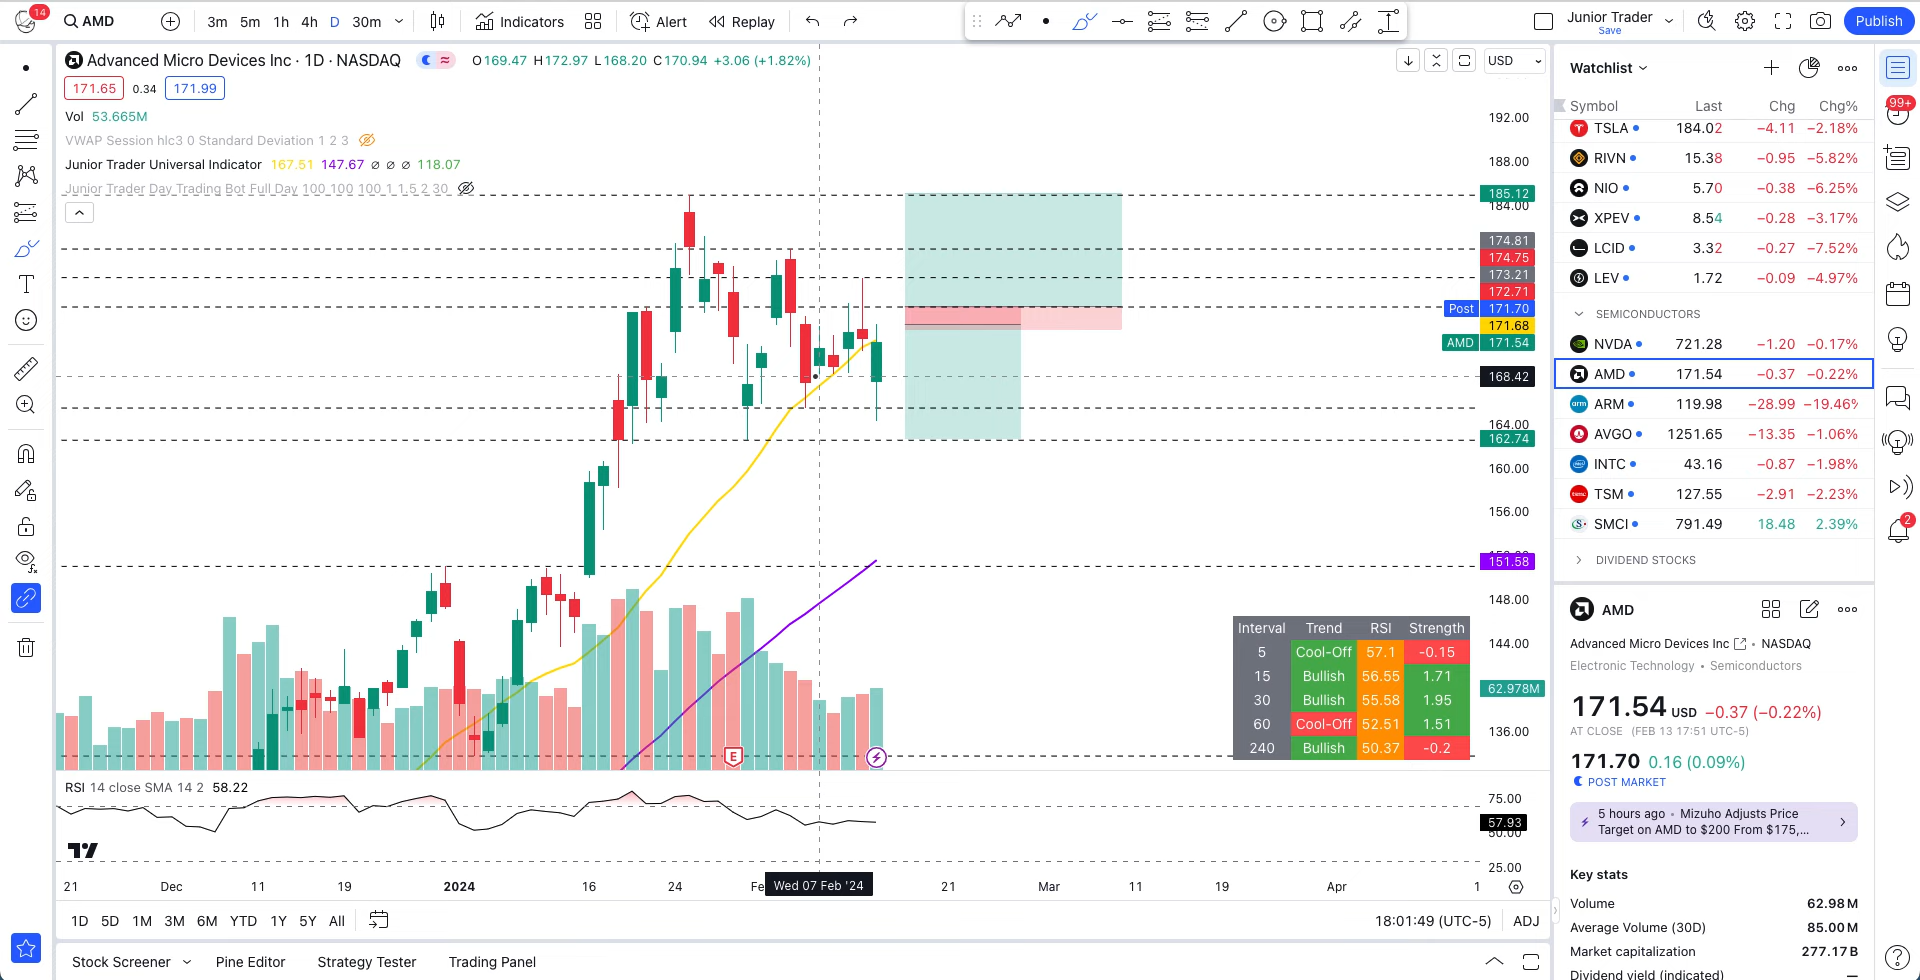 14
AMD
3m 5m 1h 4h D 30m
Indicators
Alert
Replay
Junior Trader
Save
Publish
Advanced Micro Devices Inc · 1D · NASDAQ
O169.47 H172.97 L168.20 C170.94 +3.06 (+1.82%)
USD
171.65 0.34 171.99
Vol 53.665M
VWAP Session hlc3 0 Standard Deviation 1 2 3
Junior Trader Universal Indicator 167.51 147.67 ∅ ∅ ∅ 118.07
Junior Trader Day Trading Bot Full Day 100 100 100 1 1.5 2 30
192.00
188.00
185.12
184.00
174.81
174.75
173.21
172.71
Post 171.70
171.68
AMD 171.54
168.42
164.00
162.74
160.00
156.00
151.58
148.00
144.00
62.978M
136.00
Interval Trend RSI Strength
5 Cool-Off 57.1 -0.15
15 Bullish 56.55 1.71
30 Bullish 55.58 1.95
60 Cool-Off 52.51 1.51
240 Bullish 50.37 -0.2
E
RSI 14 close SMA 14 2 58.22
75.00
57.93
50.00
25.00
21 Dec 11 19 2024 16 24 Fe Wed 07 Feb '24 21 Mar 11 19 Apr 1
1D 5D 1M 3M 6M YTD 1Y 5Y All
18:01:49 (UTC-5) ADJ
Stock Screener Pine Editor Strategy Tester Trading Panel
Watchlist
Symbol Last Chg Chg%
TSLA 184.02 −4.11 −2.18%
RIVN 15.38 −0.95 −5.82%
NIO 5.70 −0.38 −6.25%
XPEV 8.54 −0.28 −3.17%
LCID 3.32 −0.27 −7.52%
LEV 1.72 −0.09 −4.97%
SEMICONDUCTORS
NVDA 721.28 −1.20 −0.17%
AMD 171.54 −0.37 −0.22%
arm ARM 119.98 −28.99 −19.46%
AVGO 1251.65 −13.35 −1.06%
INTC 43.16 −0.87 −1.98%
TSM 127.55 −2.91 −2.23%
SMCI 791.49 18.48 2.39%
DIVIDEND STOCKS
AMD
Advanced Micro Devices Inc • NASDAQ
Electronic Technology • Semiconductors
171.54 USD −0.37 (−0.22%)
AT CLOSE (FEB 13 17:51 UTC-5)
171.70 0.16 (0.09%)
POST MARKET
5 hours ago • Mizuho Adjusts Price
Target on AMD to $200 From $175,...
Key stats
Volume 62.98M
Average Volume (30D) 85.00M
Market capitalization 277.17B
Dividend yield (indicated) —
99+
2